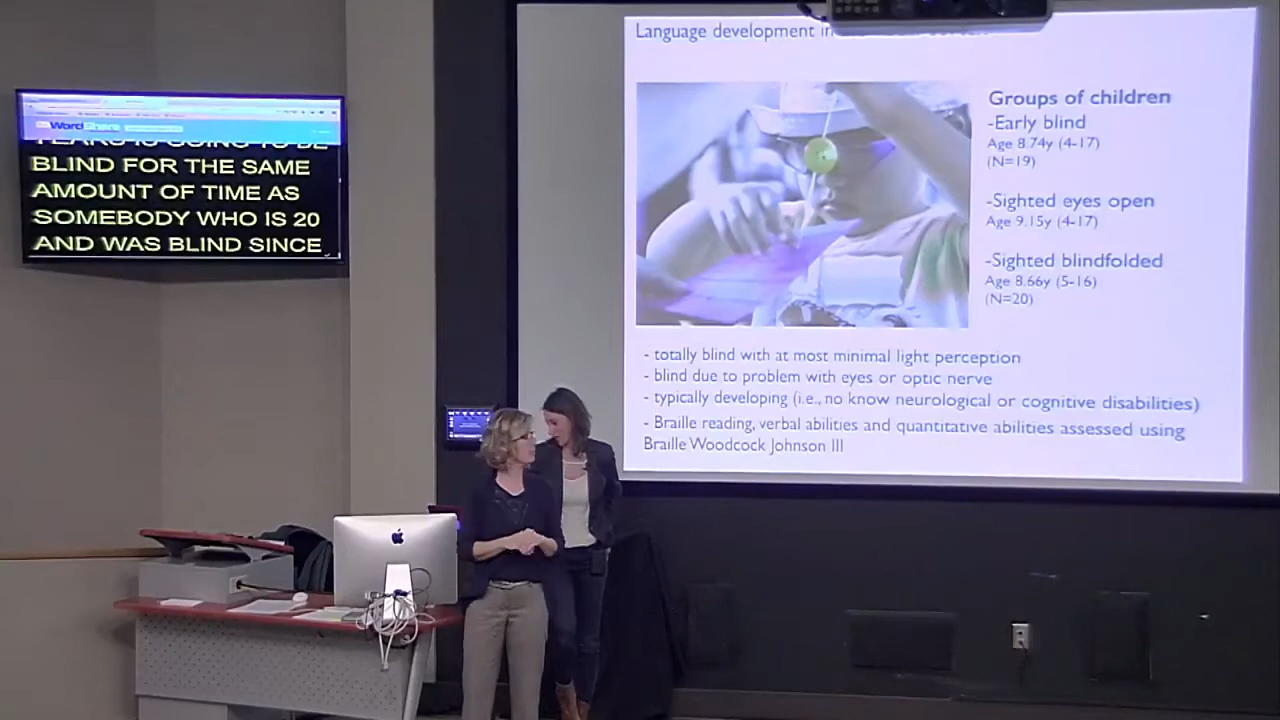 WordShare
YEARS IS GOING TO BE
BLIND FOR THE SAME
AMOUNT OF TIME AS
SOMEBODY WHO IS 20
AND WAS BLIND SINCE
Language development in
Groups of children
-Early blind
Age 8.74y (4-17)
(N=19)
-Sighted eyes open
Age 9.15y (4-17)
-Sighted blindfolded
Age 8.66y (5-16)
(N=20)
- totally blind with at most minimal light perception
- blind due to problem with eyes or optic nerve
- typically developing (i.e., no know neurological or cognitive disabilities)
- Braille reading, verbal abilities and quantitative abilities assessed using
Braille Woodcock Johnson III